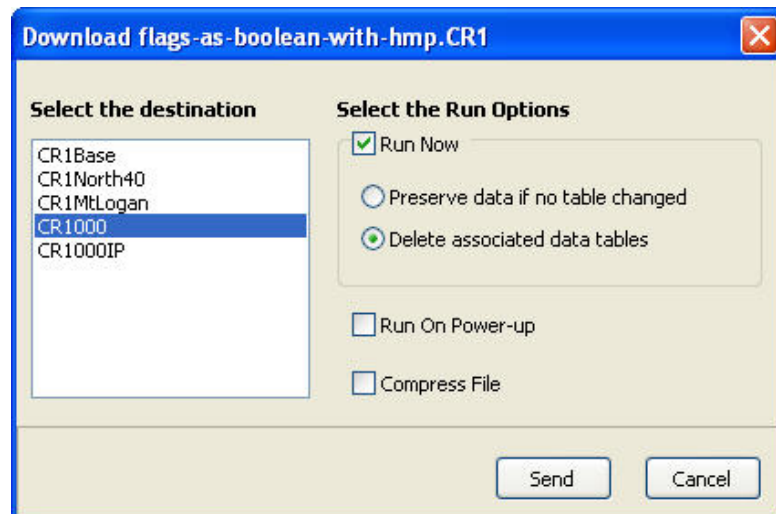 Download flags-as-boolean-with-hmp.CR1
Select the destination
CR1Base
CR1North40
CR1MtLogan
CR1000
CR1000IP
Select the Run Options
Run Now
Preserve data if no table changed
Delete associated data tables
Run On Power-up
Compress File
Send
Cancel